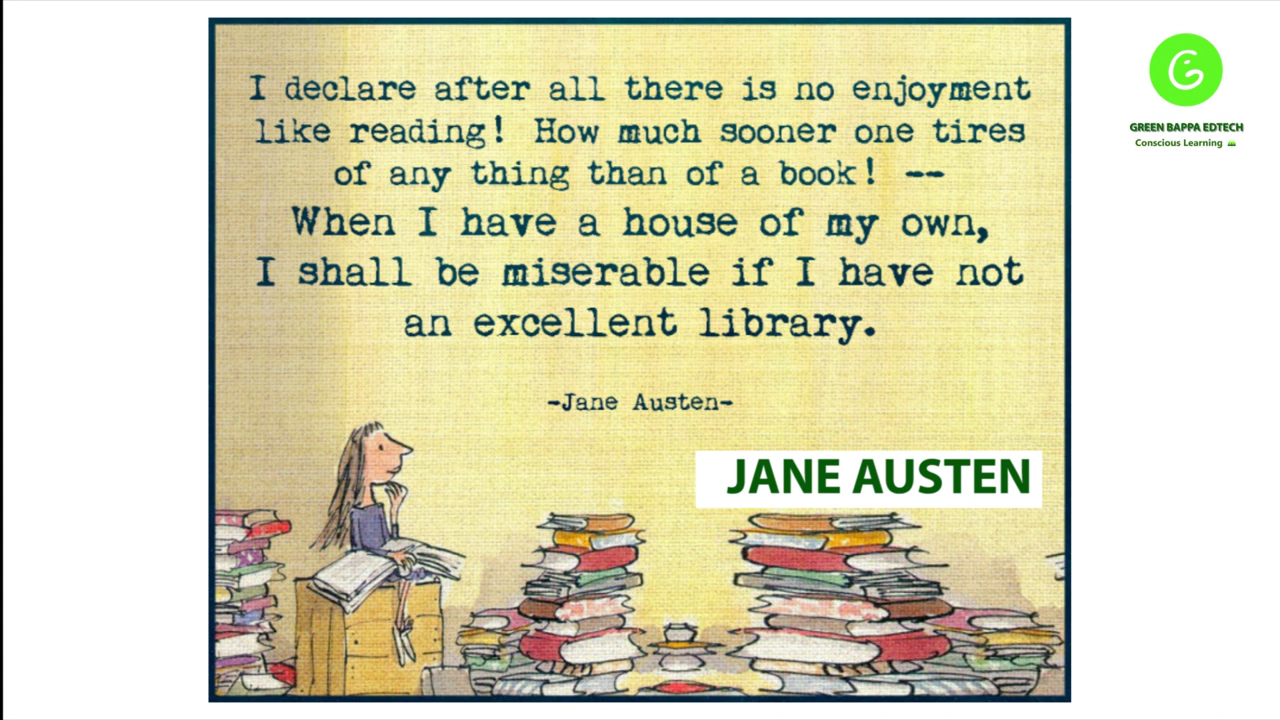 I declare after all there is no enjoyment
like reading! How much sooner one tires
of any thing than of a book! --
When I have a house of my own,
I shall be miserable if I have not
an excellent library.
-Jane Austen-
JANE AUSTEN
GREEN BAPPA EDTECH
Conscious Learning